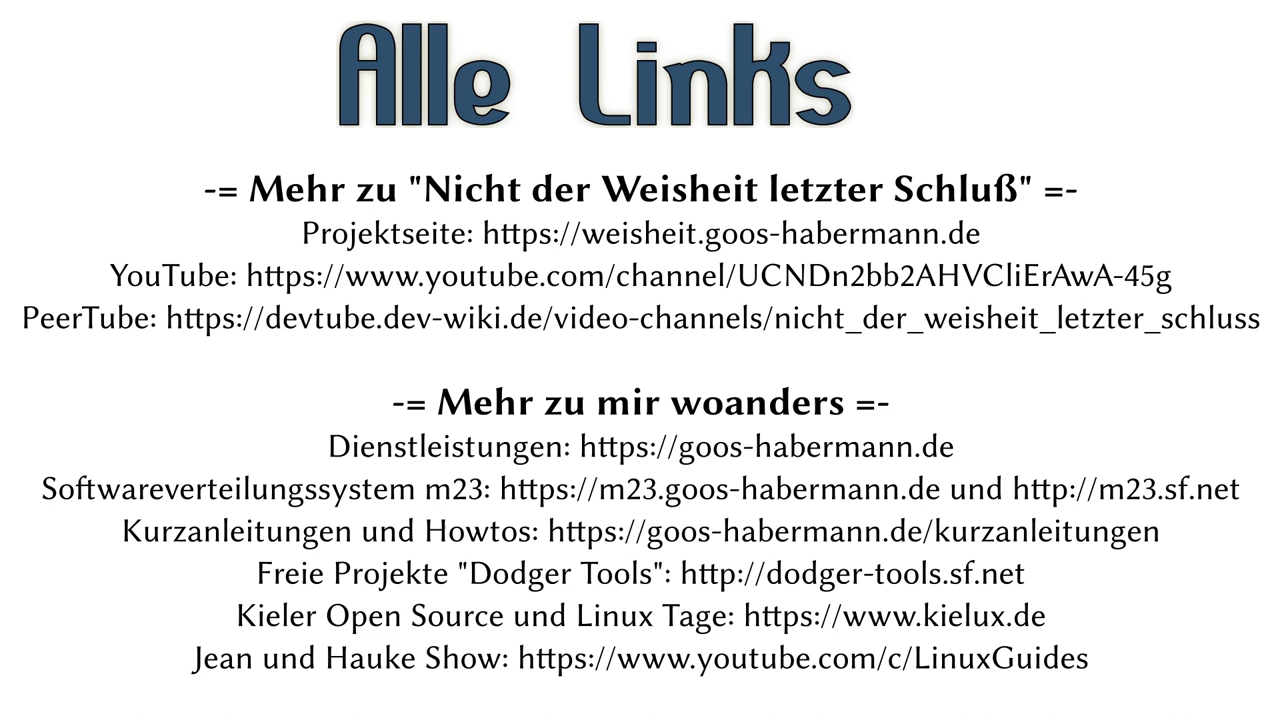 Alle Links
-= Mehr zu "Nicht der Weisheit letzter Schluß" =-
Projektseite: https://weisheit.goos-habermann.de
YouTube: https://www.youtube.com/channel/UCNDn2bb2AHVCliErAwA-45g
PeerTube: https://devtube.dev-wiki.de/video-channels/nicht_der_weisheit_letzter_schluss
-= Mehr zu mir woanders =-
Dienstleistungen: https://goos-habermann.de
Softwareverteilungssystem m23: https://m23.goos-habermann.de und http://m23.sf.net
Kurzanleitungen und Howtos: https://goos-habermann.de/kurzanleitungen
Freie Projekte "Dodger Tools": http://dodger-tools.sf.net
Kieler Open Source und Linux Tage: https://www.kielux.de
Jean und Hauke Show: https://www.youtube.com/c/LinuxGuides